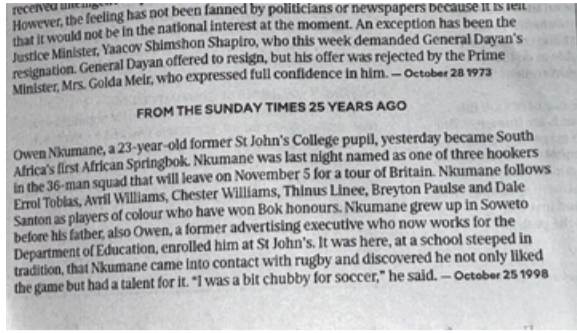 However, the feeling has not been fanned by politicians or newspapers because it is felt
that it would not be in the national interest at the moment. An exception has been the
Justice Minister, Yaacov Shimshon Shapiro, who this week demanded General Dayan's
resignation. General Dayan offered to resign, but his offer was rejected by the Prime
Minister, Mrs. Golda Meir, who expressed full confidence in him. — October 28 1973
FROM THE SUNDAY TIMES 25 YEARS AGO
Owen Nkumane, a 23-year-old former St John's College pupil, yesterday became South
Africa's first African Springbok. Nkumane was last night named as one of three hookers
in the 36-man squad that will leave on November 5 for a tour of Britain. Nkumane follows
Errol Tobias, Avril Williams, Chester Williams, Thinus Linee, Breyton Paulse and Dale
Santon as players of colour who have won Bok honours. Nkumane grew up in Soweto
before his father, also Owen, a former advertising executive who now works for the
Department of Education, enrolled him at St John's. It was here, at a school steeped in
tradition, that Nkumane came into contact with rugby and discovered he not only liked
the game but had a talent for it. "I was a bit chubby for soccer," he said. — October 25 1998